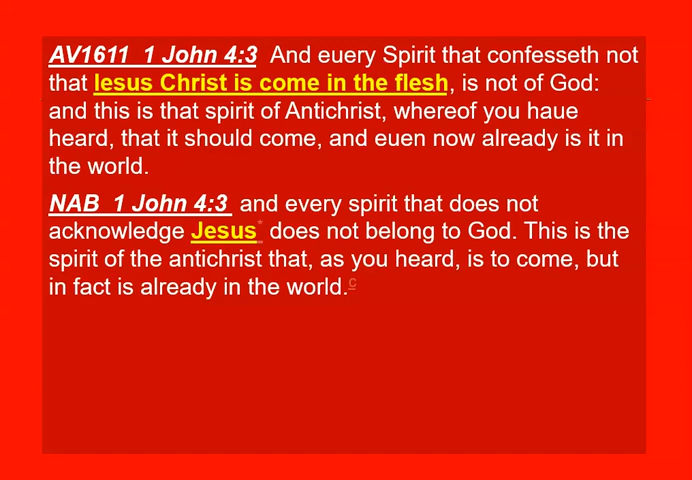 AV1611  1 John 4:3  And euery Spirit that confesseth not
that Iesus Christ is come in the flesh, is not of God:
and this is that spirit of Antichrist, whereof you haue
heard, that it should come, and euen now already is it in
the world.
NAB  1 John 4:3  and every spirit that does not
acknowledge Jesus* does not belong to God. This is the
spirit of the antichrist that, as you heard, is to come, but
in fact is already in the world.c